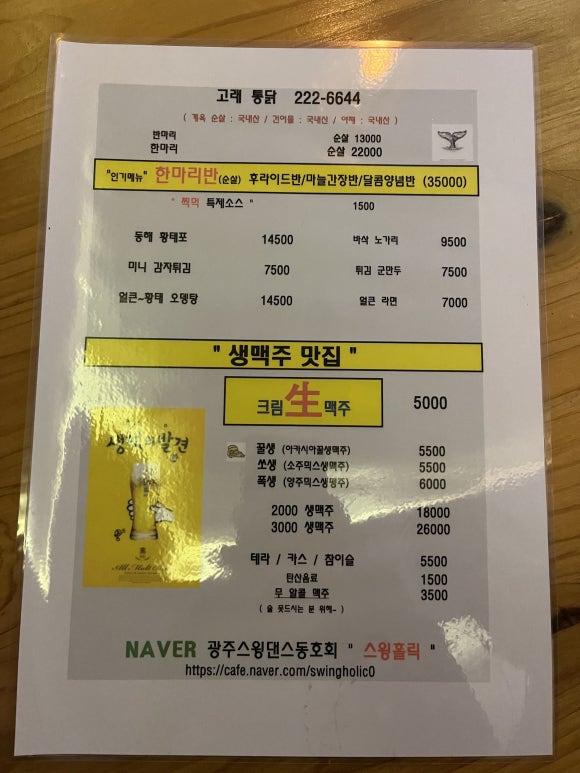 고래 통닭 222-6644
( 계육 순살 : 국내산 / 건어물 : 국내산 / 야채 : 국내산 )
반마리 순살 13000
한마리 순살 22000
"인기메뉴" 한마리반(순살) 후라이드반/마늘간장반/달콤양념반 (35000)
" 찍먹 특제소스 " 1500
동해 황태포 14500 바삭 노가리 9500
미니 감자튀김 7500 튀김 군만두 7500
얼큰~황태 오뎅탕 14500 얼큰 라면 7000
" 생맥주 맛집 "
크림生맥주 5000
꿀생 (아카시아꿀생맥주) 5500
쏘생 (소주믹스생맥주) 5500
폭생 (양주믹스생맹주) 6000
2000 생맥주 18000
3000 생맥주 26000
테라 / 카스 / 참이슬 5500
탄산음료 1500
무 알콜 맥주 3500
( 술 못드시는 분 위해~ )
생맥의발견
All Malt
NAVER 광주스윙댄스동호회 " 스윙홀릭 "
https://cafe.naver.com/swingholic0